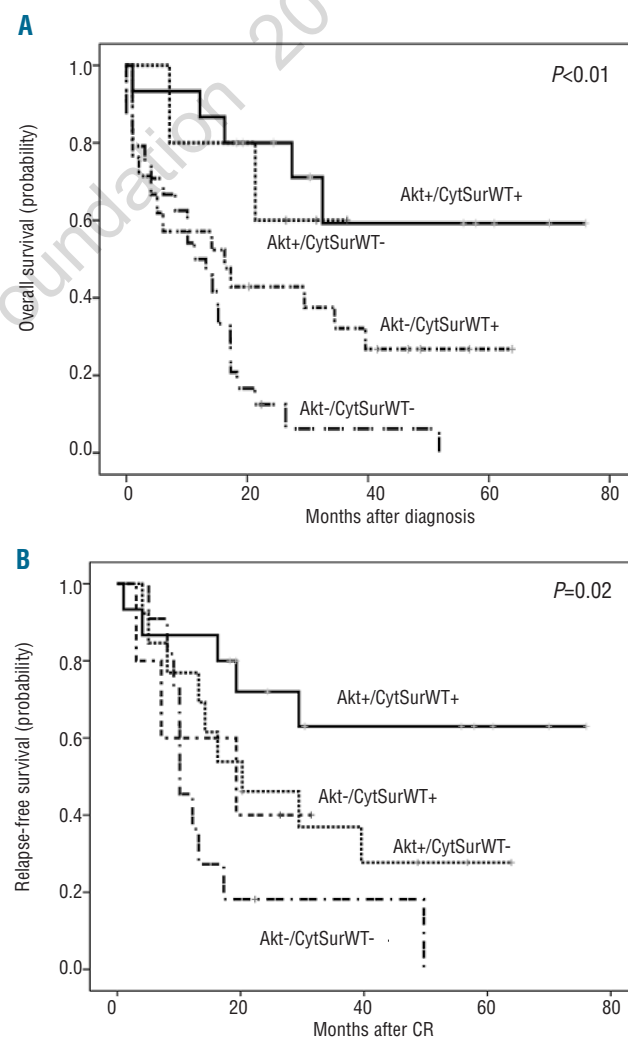 A
oundation 20
P<0.01
1.0
0.8
0.6
0.4
0.2
0.0
Overall survival (probability)
Akt+/CytSurWT+
Akt+/CytSurWT-
Akt-/CytSurWT+
Akt-/CytSurWT-
0 20 40 60 80
Months after diagnosis
B
P=0.02
1.0
0.8
0.6
0.4
0.2
0.0
Relapse-free survival (probability)
Akt+/CytSurWT+
Akt-/CytSurWT+
Akt+/CytSurWT-
Akt-/CytSurWT-
0 20 40 60 80
Months after CR